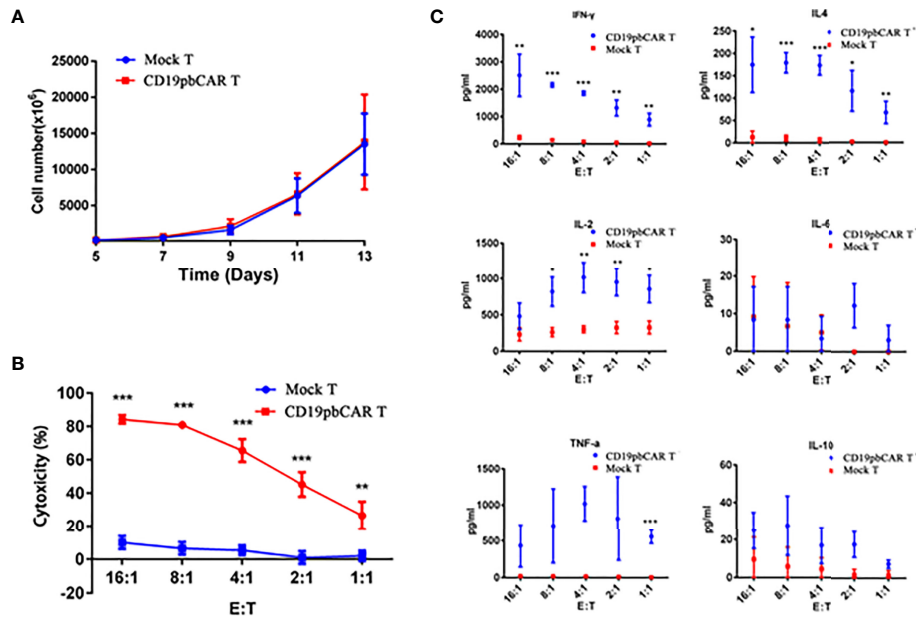 A
Mock T
CD19pbCAR T
Cell number(x10⁶)
25000
20000
15000
10000
5000
5 7 9 11 13
Time (Days)
B
Mock T
CD19pbCAR T
Cytoxicity (%)
100
80
60
40
20
0
-20
*** *** *** *** **
16:1 8:1 4:1 2:1 1:1
E:T
C
IFN-γ
CD19pbCAR T
Mock T
pg/ml
4000
3000
2000
1000
0
** *** *** ** **
16:1 8:1 4:1 2:1 1:1
E:T
IL4
CD19pbCAR T
Mock T
pg/ml
250
200
150
100
50
0
* *** *** * **
16:1 8:1 4:1 2:1 1:1
E:T
IL-2
CD19pbCAR T
Mock T
pg/ml
1500
1000
500
0
* ** ** *
16:1 8:1 4:1 2:1 1:1
E:T
IL-6
CD19pbCAR T
Mock T
pg/ml
30
20
10
0
16:1 8:1 4:1 2:1 1:1
E:T
TNF-a
CD19pbCAR T
Mock T
pg/ml
1500
1000
500
0
***
16:1 8:1 4:1 2:1 1:1
E:T
IL-10
CD19pbCAR T
Mock T
pg/ml
60
40
20
0
16:1 8:1 4:1 2:1 1:1
E:T